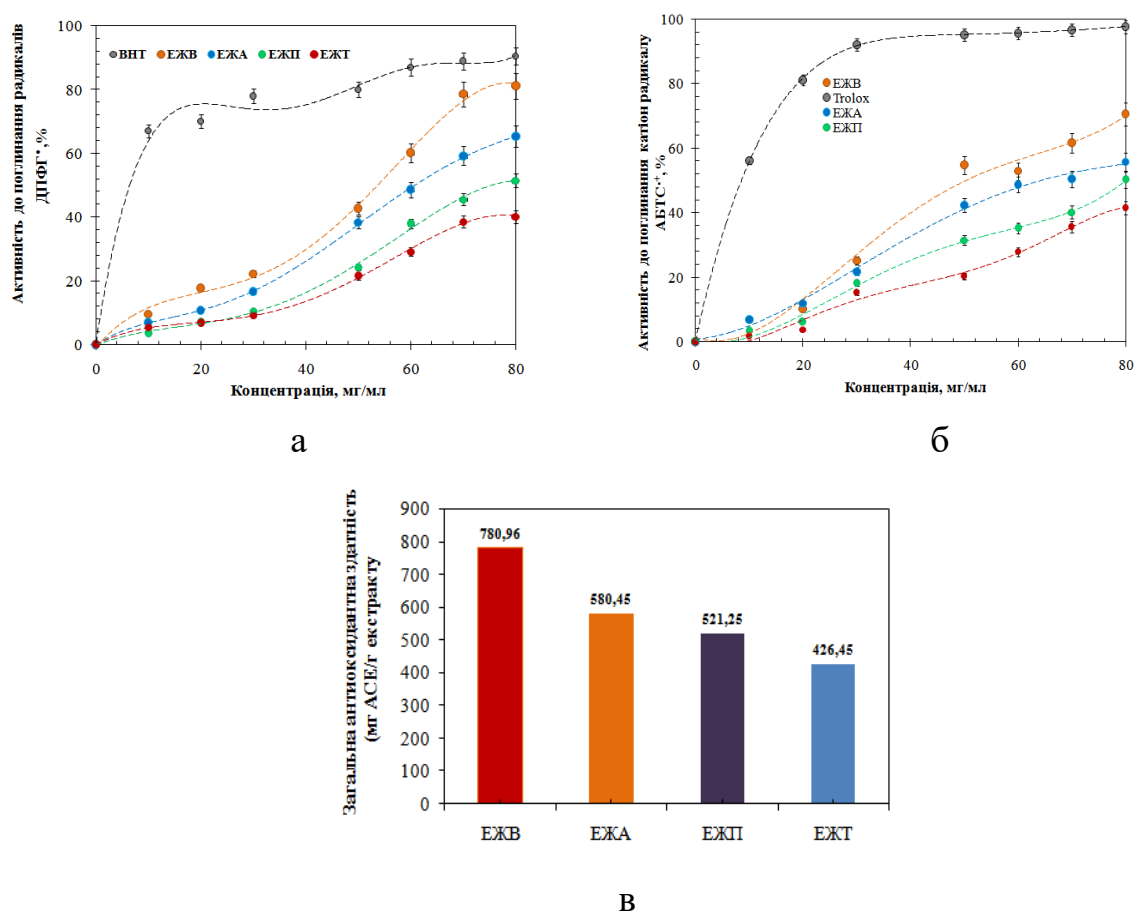 Активність до поглинання радикалів
ДПФГ•,%
100
80
60
40
20
0
BHT ЕЖВ ЕЖА ЕЖП ЕЖТ
0 20 40 60 80
Концентрація, мг/мл
а
Активність до поглинання катіон радикалу
АБТС·+,%
100
80
60
40
20
0
ЕЖВ
Trolox
ЕЖА
ЕЖП
0 20 40 60 80
Концентрація, мг/мл
б
Загальна антиоксидантназдатність
(мг АСЕ/г екстракту
900
800
700
600
500
400
300
200
100
0
780,96
580,45
521,25
426,45
ЕЖВ ЕЖА ЕЖП ЕЖТ
в